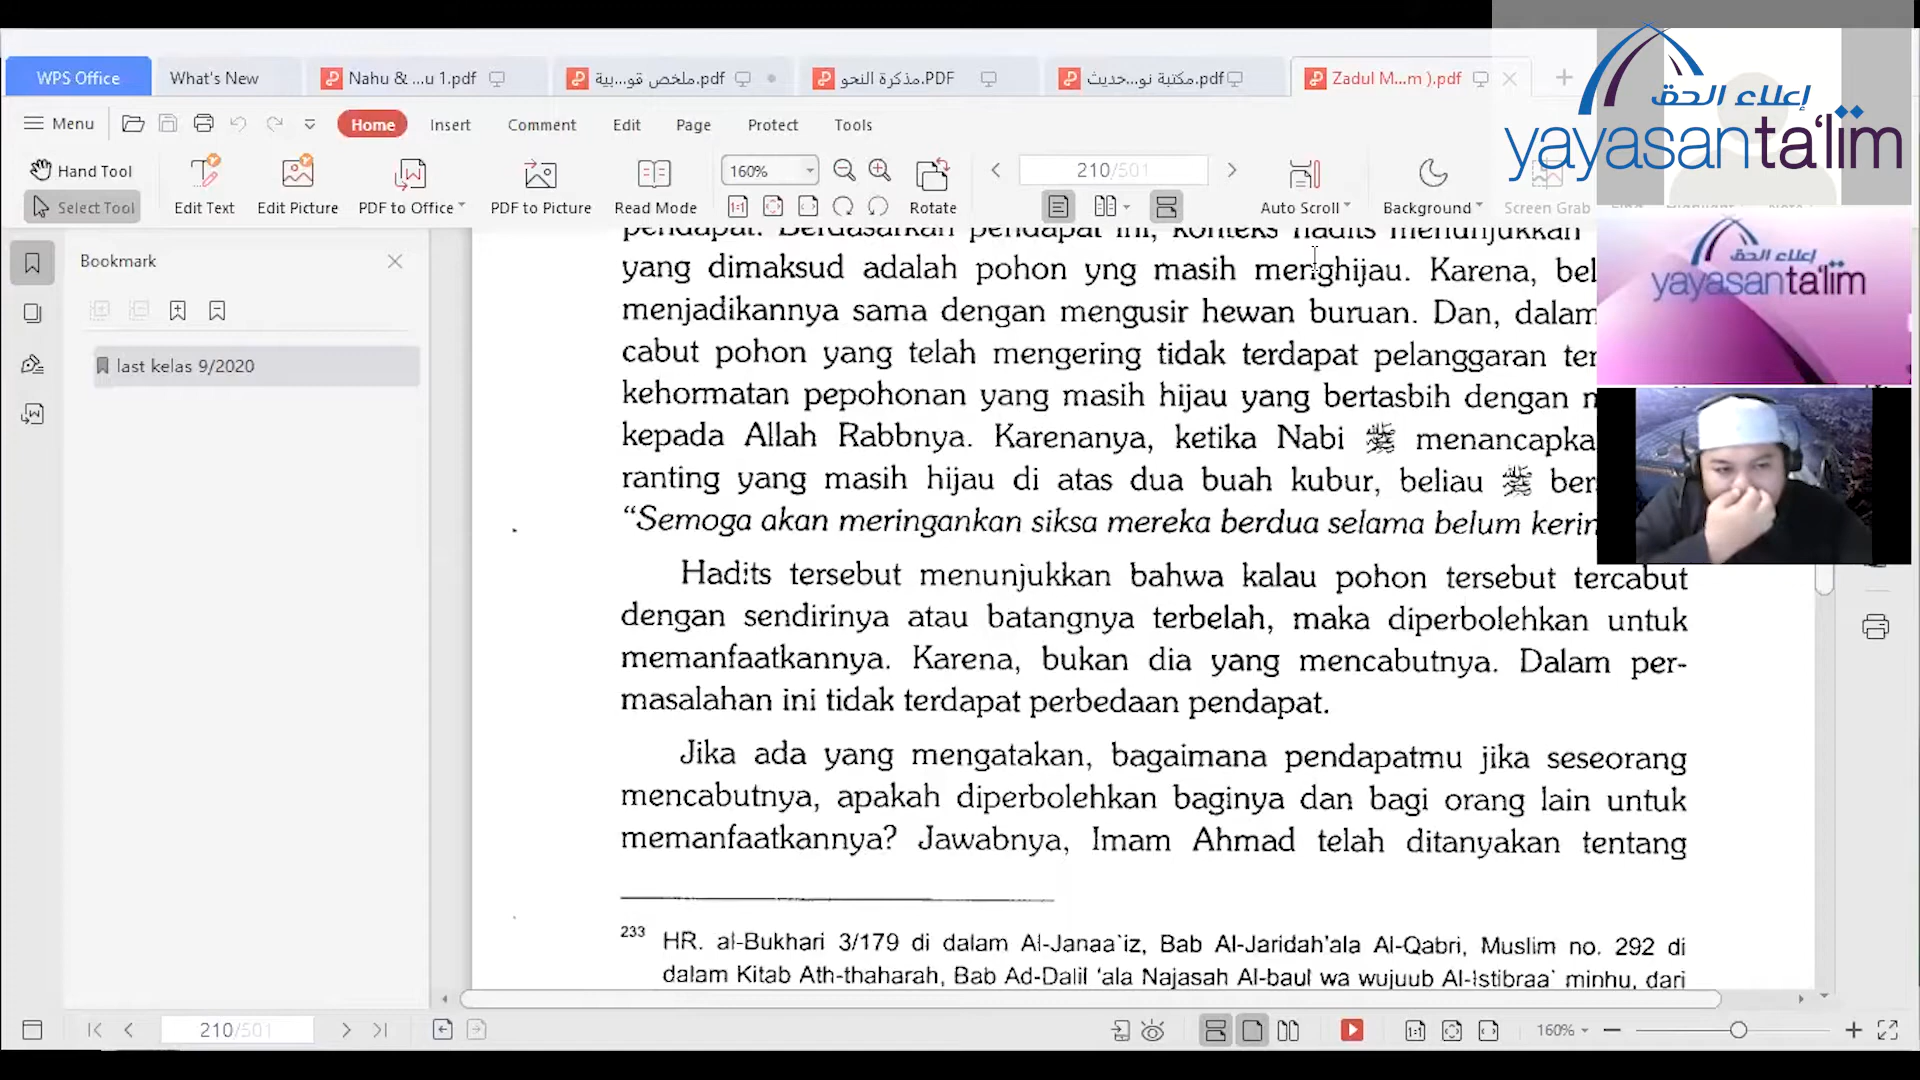 إعلاء الحق
yayasanta'lim
WPS Office
What's New
Nahu & ...u 1.pdf
ملخص قو...بية.pdf
مذكرة النحو.PDF
مكتبة نو...حديث.pdf
Zadul M...m ).pdf
Menu
Home
Insert
Comment
Edit
Page
Protect
Tools
Hand Tool
Select Tool
Edit Text
Edit Picture
PDF to Office
PDF to Picture
Read Mode
160%
Rotate
210/501
Auto Scroll
Background
Screen Grab
Bookmark
last kelas 9/2020
pendapat. Berdasarkan pendapat ini, konteks hadits menunjukkan
yang dimaksud adalah pohon yng masih menghijau. Karena,
menjadikannya sama dengan mengusir hewan buruan. Dan, dalam
cabut pohon yang telah mengering tidak terdapat pelanggaran
kehormatan pepohonan yang masih hijau yang bertasbih dengan
kepada Allah Rabbnya. Karenanya, ketika Nabi ﷺ menancapka
ranting yang masih hijau di atas dua buah kubur, beliau ﷺ
"Semoga akan meringankan siksa mereka berdua selama belum kerin
Hadits tersebut menunjukkan bahwa kalau pohon tersebut tercabut
dengan sendirinya atau batangnya terbelah, maka diperbolehkan untuk
memanfaatkannya. Karena, bukan dia yang mencabutnya. Dalam per-
masalahan ini tidak terdapat perbedaan pendapat.
Jika ada yang mengatakan, bagaimana pendapatmu jika seseorang
mencabutnya, apakah diperbolehkan baginya dan bagi orang lain untuk
memanfaatkannya? Jawabnya, Imam Ahmad telah ditanyakan tentang
233 HR. al-Bukhari 3/179 di dalam Al-Janaa`iz, Bab Al-Jaridah'ala Al-Qabri, Muslim no. 292 di
dalam Kitab Ath-thaharah, Bab Ad-Dalil 'ala Najasah Al-baul wa wujuub Al-Istibraa` minhu, dari
إعلاء الحق
yayasanta'lim
210/501
160%